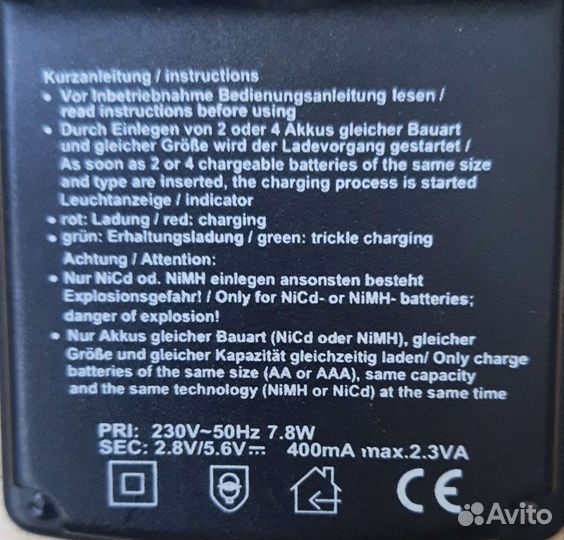 Kurzanleitung / instructions
• Vor Inbetriebnahme Bedienungsanleitung lesen /
read instructions before using
• Durch Einlegen von 2 oder 4 Akkus gleicher Bauart
und gleicher Größe wird der Ladevorgang gestartet /
As soon as 2 or 4 chargeable batteries of the same size
and type are inserted, the charging process is started
Leuchtanzeige / indicator
• rot: Ladung / red: charging
• grün: Erhaltungsladung / green: trickle charging
Achtung / Attention:
• Nur NiCd od. NiMH einlegen ansonsten besteht
Explosionsgefahr! / Only for NiCd- or NiMH- batteries;
danger of explosion!
• Nur Akkus gleicher Bauart (NiCd oder NiMH), gleicher
Größe und gleicher Kapazität gleichzeitig laden/ Only charge
batteries of the same size (AA or AAA), same capacity
and the same technology (NiMH or NiCd) at the same time
PRI: 230V~50Hz 7.8W
SEC: 2.8V/5.6V⎓ 400mA max.2.3VA
CE
Avito